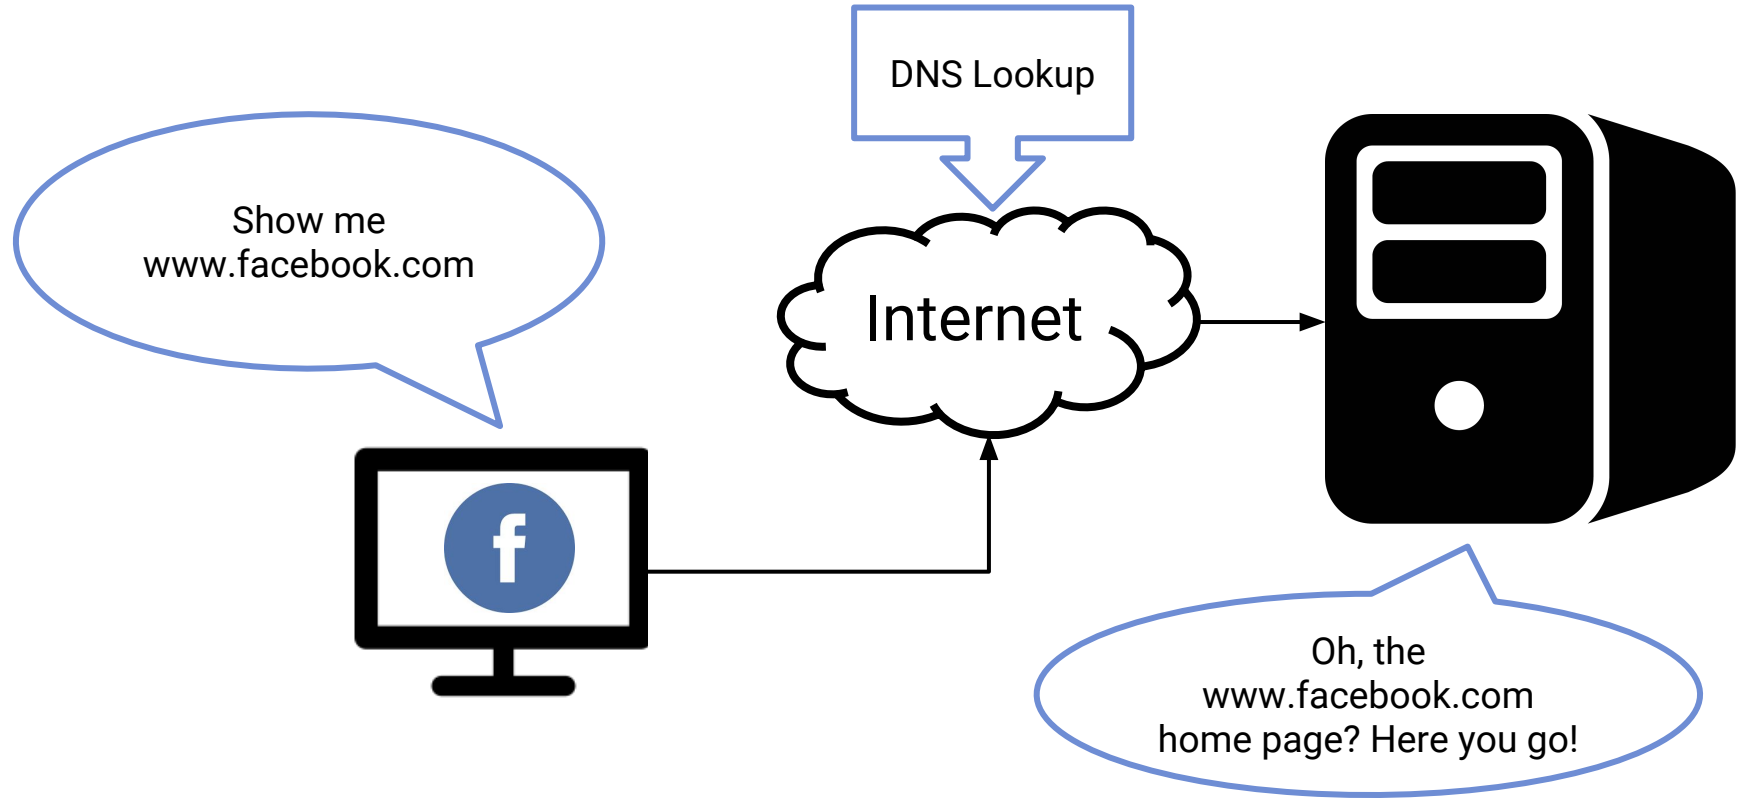 DNS Lookup
Show me
www.facebook.com
Internet
f
Oh, the
www.facebook.com
home page? Here you go!